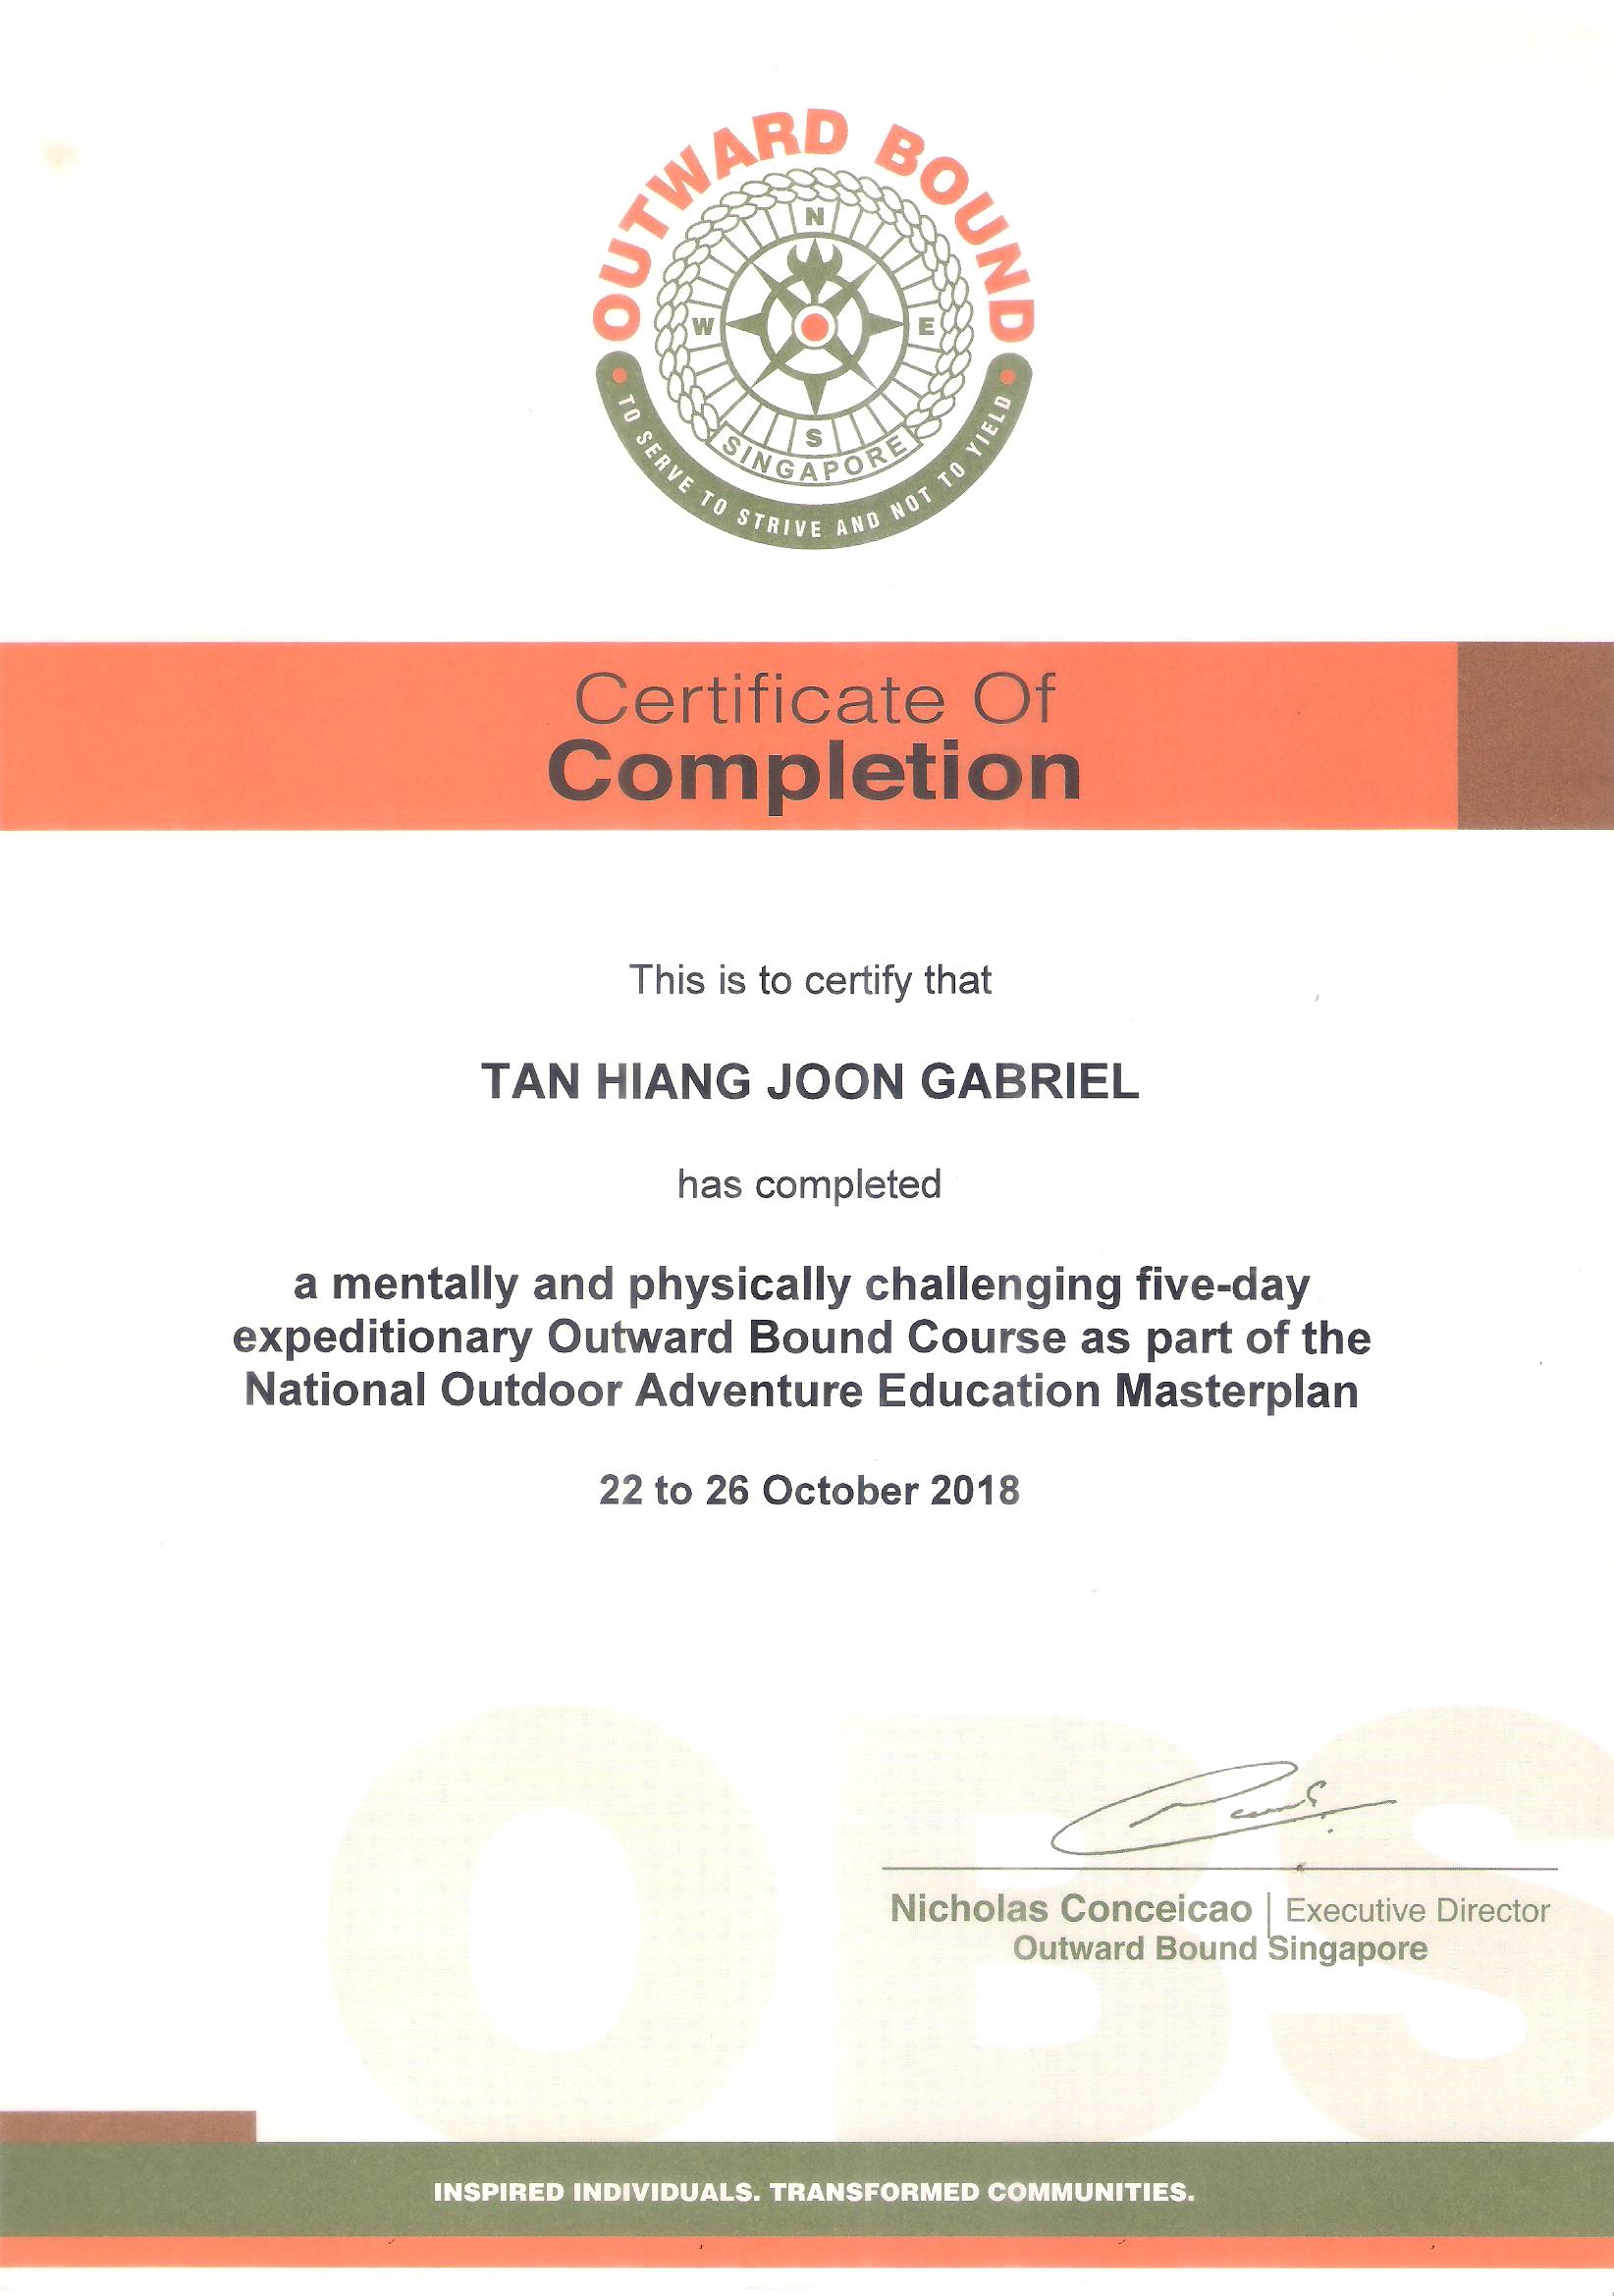 OUTWARD BOUND
N
W
E
S
SINGAPORE
• TO SERVE TO STRIVE AND NOT TO YIELD •
Certificate Of
Completion
This is to certify that
TAN HIANG JOON GABRIEL
has completed
a mentally and physically challenging five-day
expeditionary Outward Bound Course as part of the
National Outdoor Adventure Education Masterplan
22 to 26 October 2018
OBS
Nicholas Conceicao | Executive Director
Outward Bound Singapore
INSPIRED INDIVIDUALS. TRANSFORMED COMMUNITIES.